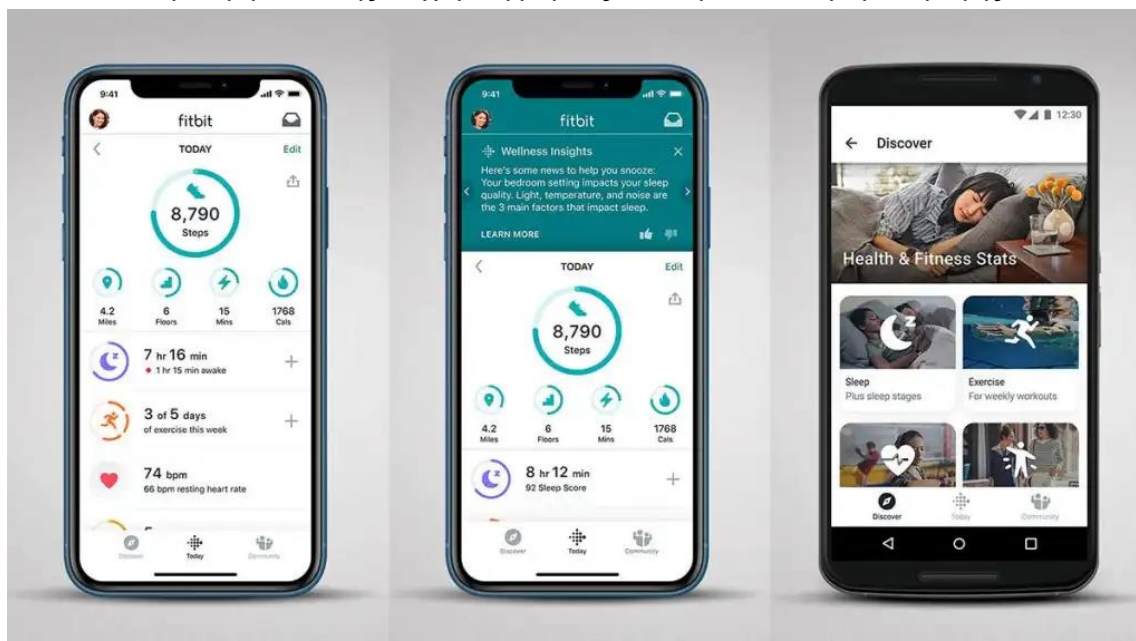 9:41
fitbit
TODAY
Edit
8,790
Steps
4.2
Miles
6
Floors
15
Mins
1768
Cals
7 hr 16 min
1 hr 15 min awake
3 of 5 days
of exercise this week
74 bpm
66 bpm resting heart rate
Discover
Today
Community
9:41
fitbit
Wellness Insights
Here's some news to help you snooze:
Your bedroom setting impacts your sleep
quality. Light, temperature, and noise are
the 3 main factors that impact sleep.
LEARN MORE
TODAY
Edit
8,790
Steps
4.2
Miles
6
Floors
15
Mins
1768
Cals
8 hr 12 min
92 Sleep Score
Discover
Today
Community
12:30
Discover
Health & Fitness Stats
Sleep
Plus sleep stages
Exercise
For weekly workouts
Discover
Today
Community